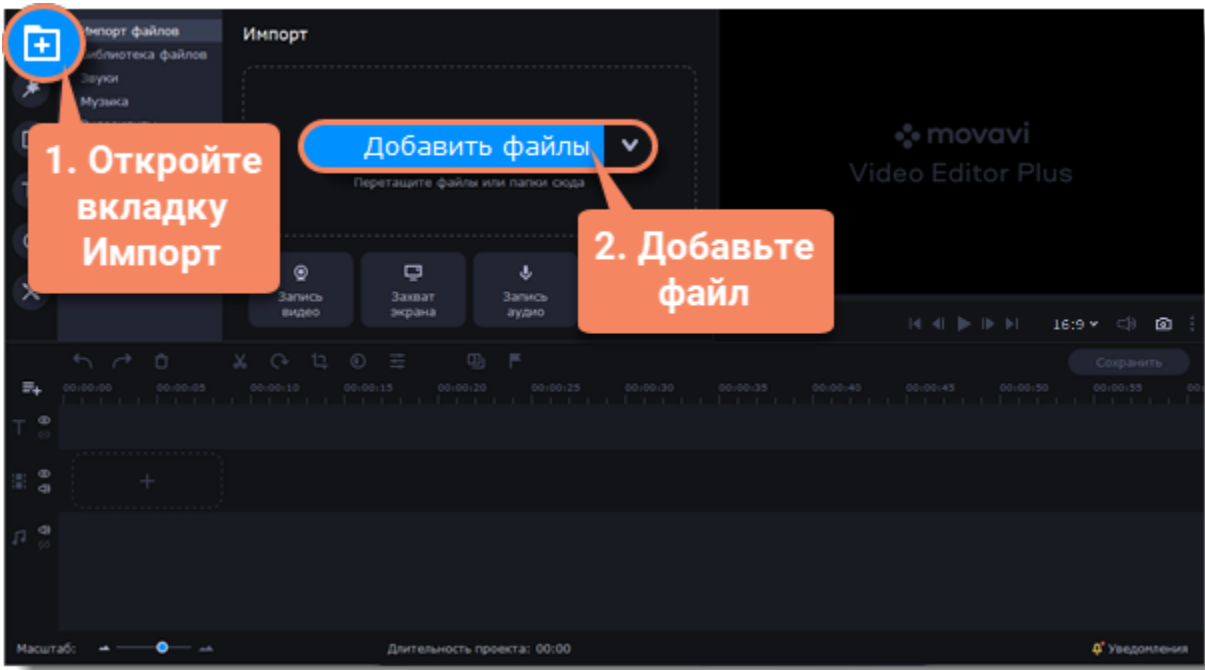 Импорт файлов
Библиотека файлов
Звуки
Музыка
Импорт
Добавить файлы
Перетащите файлы или папки сюда
1. Откройте
вкладку
Импорт
2. Добавьте
файл
Запись
видео
Захват
экрана
Запись
аудио
movavi
Video Editor Plus
16:9
Сохранить
00:00:00 00:00:05 00:00:10 00:00:15 00:00:20 00:00:25 00:00:30 00:00:35 00:00:40 00:00:45 00:00:50 00:00:55
Масштаб:
Длительность проекта: 00:00
Уведомления